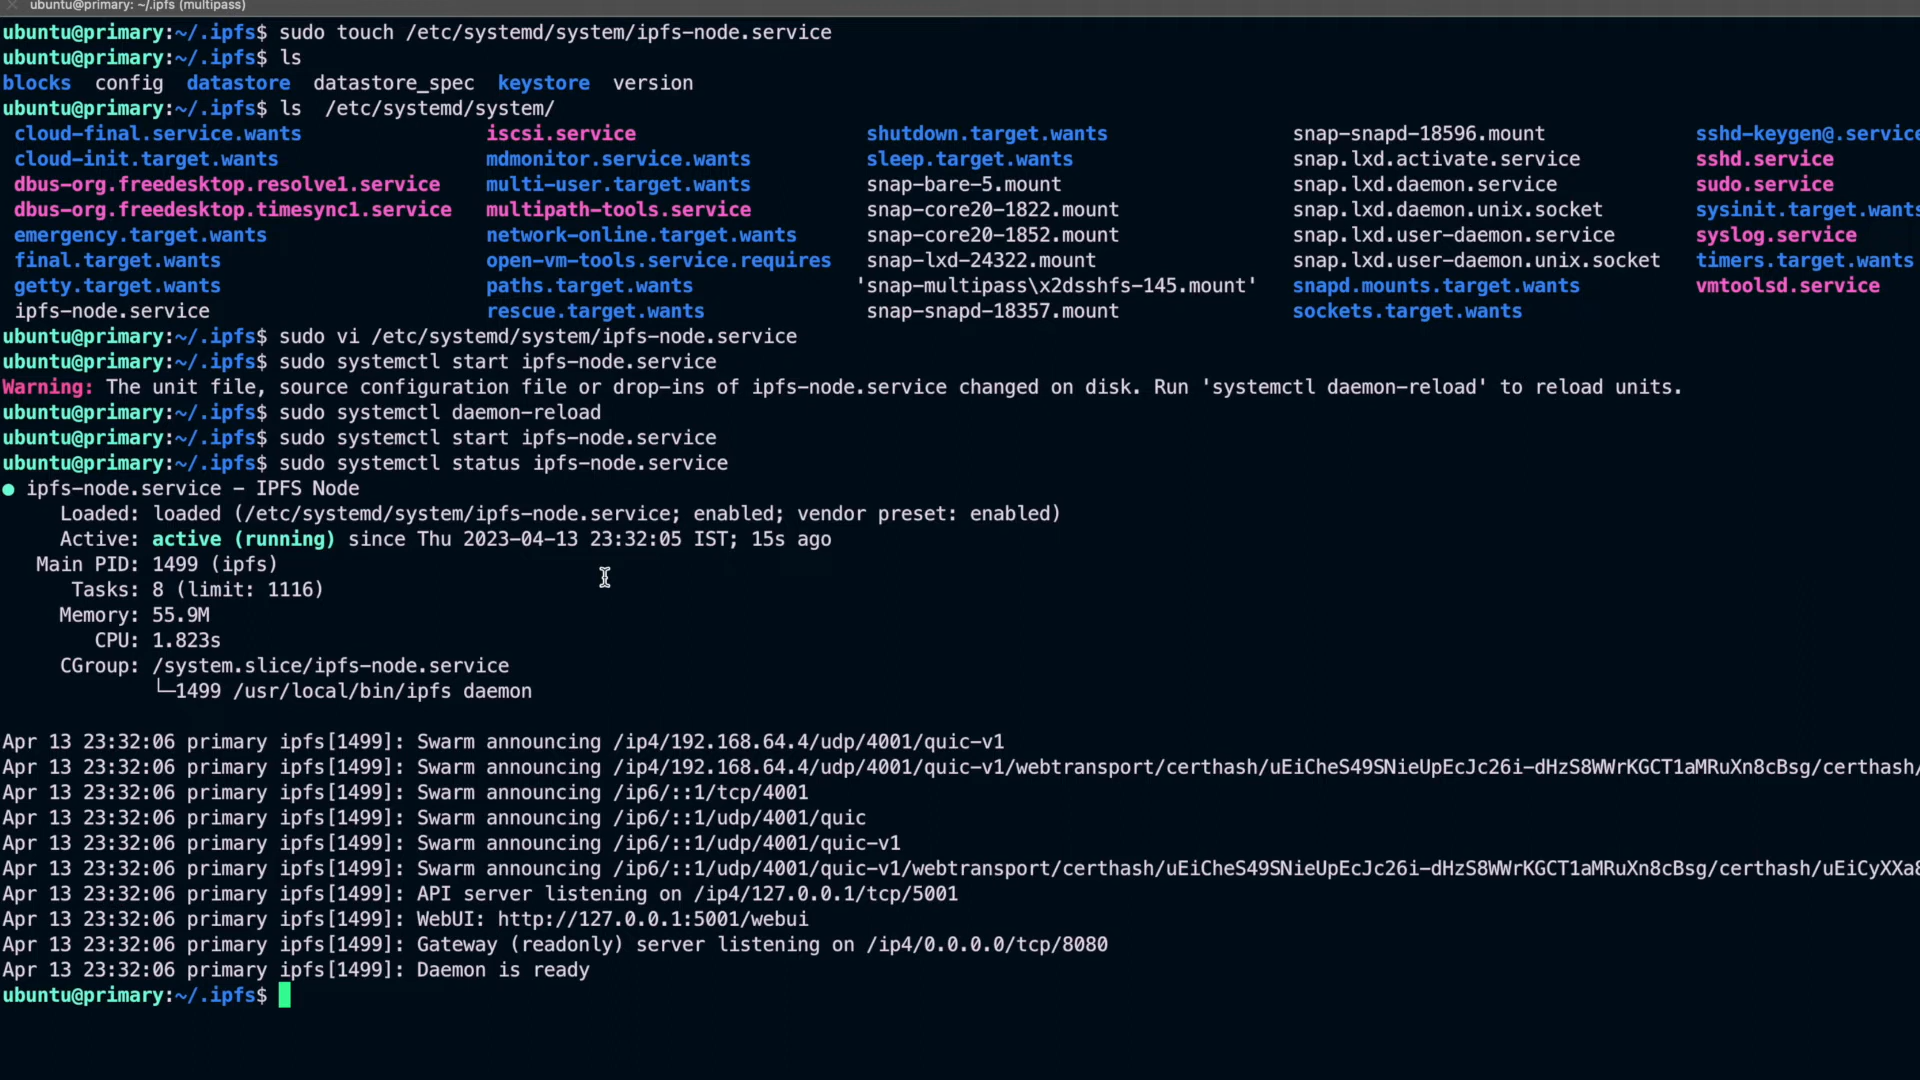 ubuntu@primary: ~/.ipfs (multipass)
ubuntu@primary:~/.ipfs$ sudo touch /etc/systemd/system/ipfs-node.service
ubuntu@primary:~/.ipfs$ ls
blocks config datastore datastore_spec keystore version
ubuntu@primary:~/.ipfs$ ls  /etc/systemd/system/
cloud-final.service.wants iscsi.service shutdown.target.wants snap-snapd-18596.mount sshd-keygen@.service
cloud-init.target.wants mdmonitor.service.wants sleep.target.wants snap.lxd.activate.service sshd.service
dbus-org.freedesktop.resolve1.service multi-user.target.wants snap-bare-5.mount snap.lxd.daemon.service sudo.service
dbus-org.freedesktop.timesync1.service multipath-tools.service snap-core20-1822.mount snap.lxd.daemon.unix.socket sysinit.target.wants
emergency.target.wants network-online.target.wants snap-core20-1852.mount snap.lxd.user-daemon.service syslog.service
final.target.wants open-vm-tools.service.requires snap-lxd-24322.mount snap.lxd.user-daemon.unix.socket timers.target.wants
getty.target.wants paths.target.wants 'snap-multipass\x2dsshfs-145.mount' snapd.mounts.target.wants vmtoolsd.service
ipfs-node.service rescue.target.wants snap-snapd-18357.mount sockets.target.wants
ubuntu@primary:~/.ipfs$ sudo vi /etc/systemd/system/ipfs-node.service
ubuntu@primary:~/.ipfs$ sudo systemctl start ipfs-node.service
Warning: The unit file, source configuration file or drop-ins of ipfs-node.service changed on disk. Run 'systemctl daemon-reload' to reload units.
ubuntu@primary:~/.ipfs$ sudo systemctl daemon-reload
ubuntu@primary:~/.ipfs$ sudo systemctl start ipfs-node.service
ubuntu@primary:~/.ipfs$ sudo systemctl status ipfs-node.service
● ipfs-node.service - IPFS Node
Loaded: loaded (/etc/systemd/system/ipfs-node.service; enabled; vendor preset: enabled)
Active: active (running) since Thu 2023-04-13 23:32:05 IST; 15s ago
Main PID: 1499 (ipfs)
Tasks: 8 (limit: 1116)
Memory: 55.9M
CPU: 1.823s
CGroup: /system.slice/ipfs-node.service
└─1499 /usr/local/bin/ipfs daemon
Apr 13 23:32:06 primary ipfs[1499]: Swarm announcing /ip4/192.168.64.4/udp/4001/quic-v1
Apr 13 23:32:06 primary ipfs[1499]: Swarm announcing /ip4/192.168.64.4/udp/4001/quic-v1/webtransport/certhash/uEiCheS49SNieUpEcJc26i-dHzS8WWrKGCT1aMRuXn8cBsg/certhash/
Apr 13 23:32:06 primary ipfs[1499]: Swarm announcing /ip6/::1/tcp/4001
Apr 13 23:32:06 primary ipfs[1499]: Swarm announcing /ip6/::1/udp/4001/quic
Apr 13 23:32:06 primary ipfs[1499]: Swarm announcing /ip6/::1/udp/4001/quic-v1
Apr 13 23:32:06 primary ipfs[1499]: Swarm announcing /ip6/::1/udp/4001/quic-v1/webtransport/certhash/uEiCheS49SNieUpEcJc26i-dHzS8WWrKGCT1aMRuXn8cBsg/certhash/uEiCyXXa8
Apr 13 23:32:06 primary ipfs[1499]: API server listening on /ip4/127.0.0.1/tcp/5001
Apr 13 23:32:06 primary ipfs[1499]: WebUI: http://127.0.0.1:5001/webui
Apr 13 23:32:06 primary ipfs[1499]: Gateway (readonly) server listening on /ip4/0.0.0.0/tcp/8080
Apr 13 23:32:06 primary ipfs[1499]: Daemon is ready
ubuntu@primary:~/.ipfs$